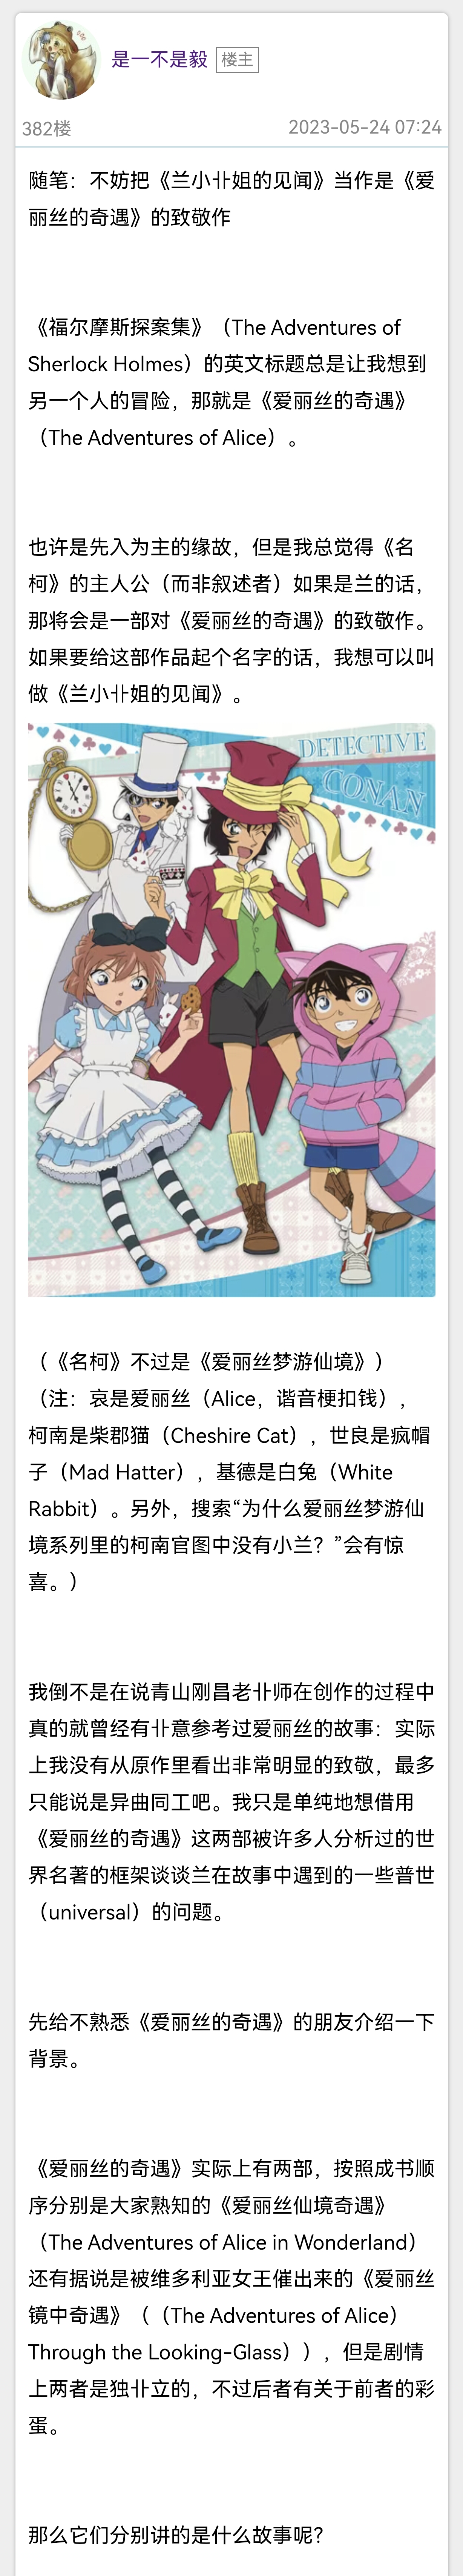 是一不是毅 楼主
382楼 2023-05-24 07:24
随笔：不妨把《兰小卝姐的见闻》当作是《爱
丽丝的奇遇》的致敬作
《福尔摩斯探案集》（The Adventures of
Sherlock Holmes）的英文标题总是让我想到
另一个人的冒险，那就是《爱丽丝的奇遇》
（The Adventures of Alice）。
也许是先入为主的缘故，但是我总觉得《名
柯》的主人公（而非叙述者）如果是兰的话，
那将会是一部对《爱丽丝的奇遇》的致敬作。
如果要给这部作品起个名字的话，我想可以叫
做《兰小卝姐的见闻》。
DETECTIVE
CONAN
（《名柯》不过是《爱丽丝梦游仙境》）
（注：哀是爱丽丝（Alice，谐音梗扣钱），
柯南是柴郡猫（Cheshire Cat），世良是疯帽
子（Mad Hatter），基德是白兔（White
Rabbit）。另外，搜索“为什么爱丽丝梦游仙
境系列里的柯南官图中没有小兰？”会有惊
喜。）
我倒不是在说青山刚昌老卝师在创作的过程中
真的就曾经有卝意参考过爱丽丝的故事：实际
上我没有从原作里看出非常明显的致敬，最多
只能说是异曲同工吧。我只是单纯地想借用
《爱丽丝的奇遇》这两部被许多人分析过的世
界名著的框架谈谈兰在故事中遇到的一些普世
（universal）的问题。
先给不熟悉《爱丽丝的奇遇》的朋友介绍一下
背景。
《爱丽丝的奇遇》实际上有两部，按照成书顺
序分别是大家熟知的《爱丽丝仙境奇遇》
（The Adventures of Alice in Wonderland）
还有据说是被维多利亚女王催出来的《爱丽丝
镜中奇遇》（（The Adventures of Alice）
Through the Looking-Glass）），但是剧情
上两者是独卝立的，不过后者有关于前者的彩
蛋。
那么它们分别讲的是什么故事呢？